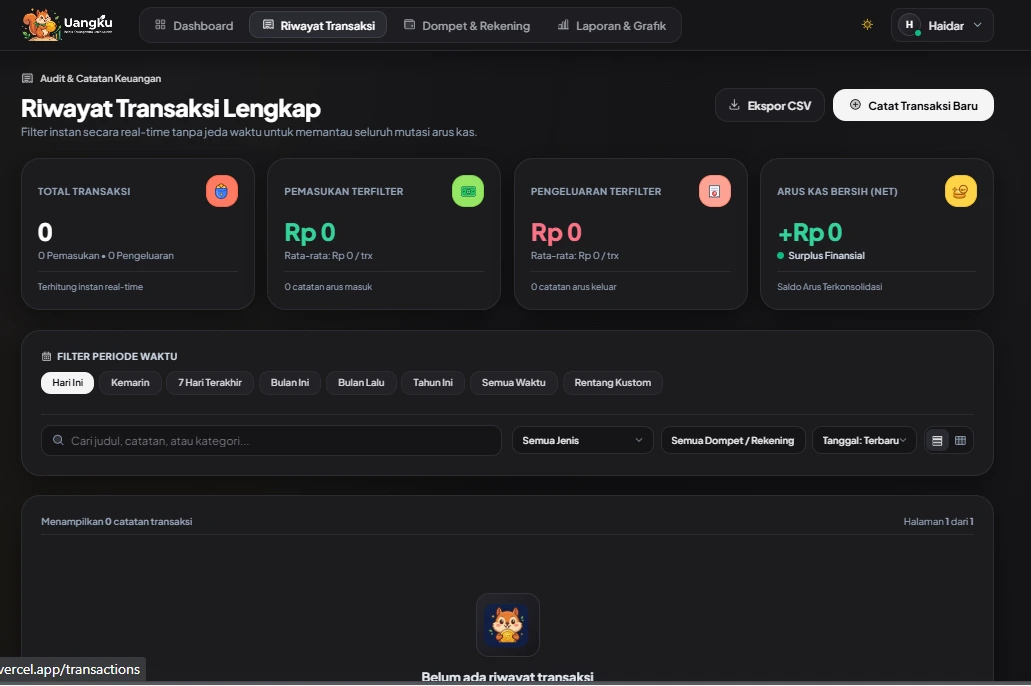 Uangku
Dashboard
Riwayat Transaksi
Dompet & Rekening
Laporan & Grafik
H
Haidar
Audit & Catatan Keuangan
Riwayat Transaksi Lengkap
Filter instan secara real-time tanpa jeda waktu untuk memantau seluruh mutasi arus kas.
Ekspor CSV
Catat Transaksi Baru
TOTAL TRANSAKSI
0
0 Pemasukan • 0 Pengeluaran
Terhitung instan real-time
PEMASUKAN TERFILTER
Rp 0
Rata-rata: Rp 0 / trx
0 catatan arus masuk
PENGELUARAN TERFILTER
Rp 0
Rata-rata: Rp 0 / trx
0 catatan arus keluar
ARUS KAS BERSIH (NET)
+Rp 0
Surplus Finansial
Saldo Arus Terkonsolidasi
FILTER PERIODE WAKTU
Hari Ini
Kemarin
7 Hari Terakhir
Bulan Ini
Bulan Lalu
Tahun Ini
Semua Waktu
Rentang Kustom
Cari judul, catatan, atau kategori...
Semua Jenis
Semua Dompet / Rekening
Tanggal: Terbaru
Menampilkan 0 catatan transaksi
Halaman 1 dari 1
Belum ada riwayat transaksi
vercel.app/transactions